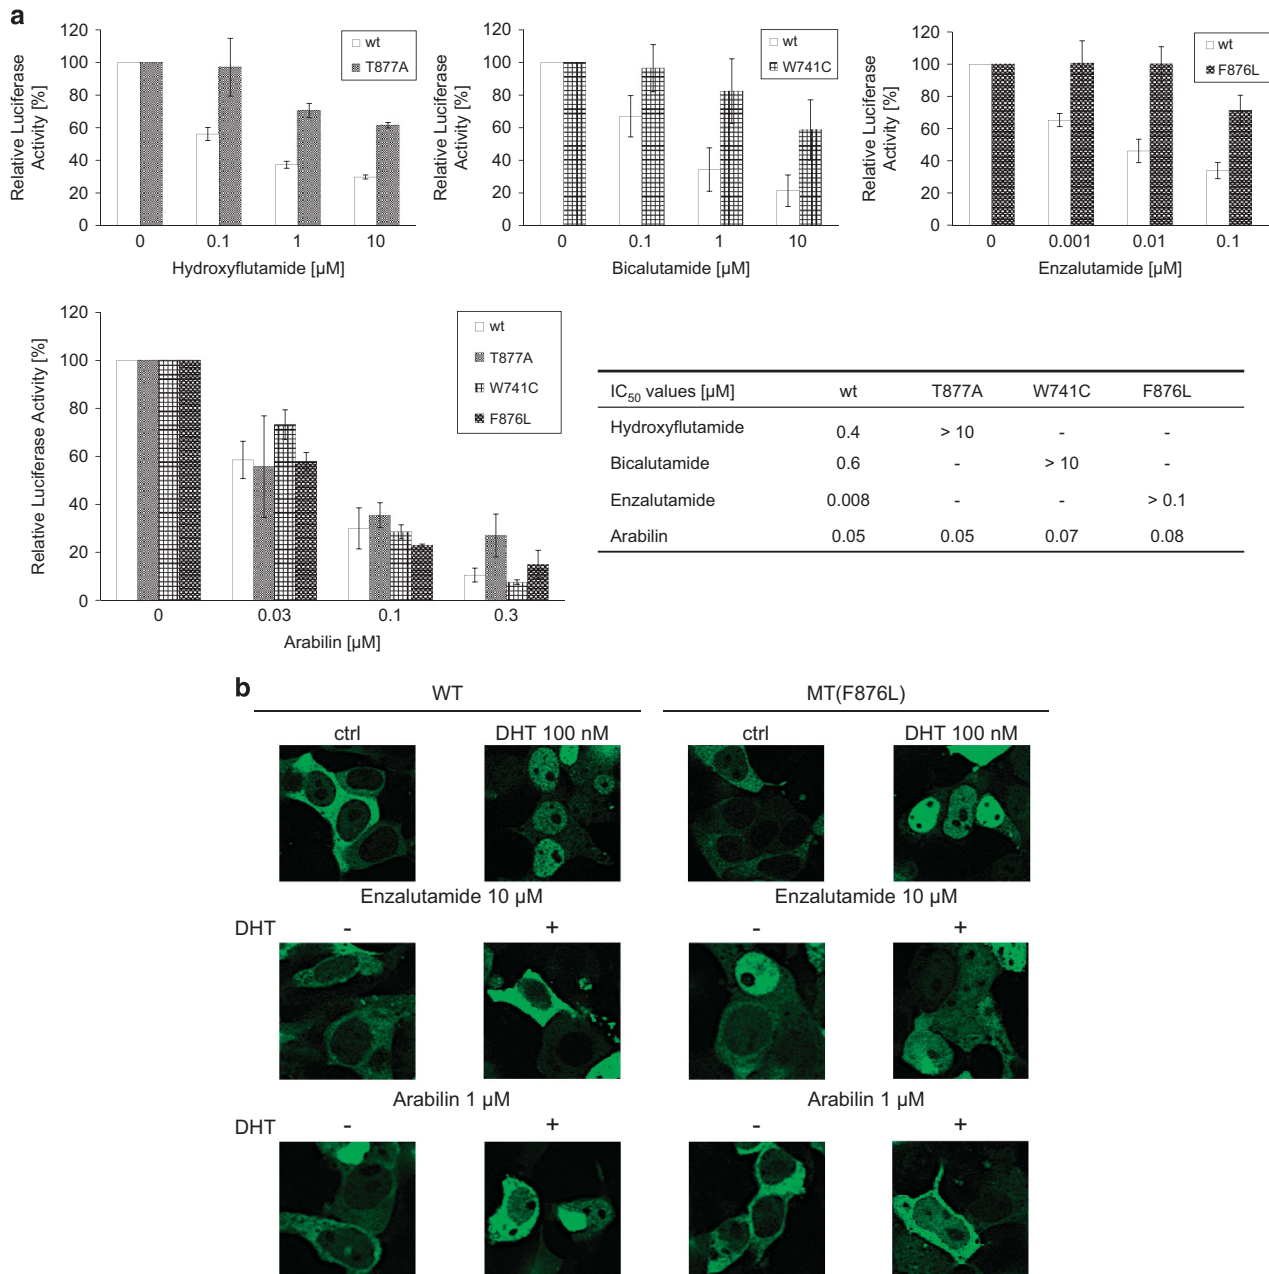 a
120
100
80
60
40
20
0
Relative Luciferase
Activity [%]
wt
T877A
0 0.1 1 10
Hydroxyflutamide [µM]
120
100
80
60
40
20
0
Relative Luciferase
Activity [%]
wt
W741C
0 0.1 1 10
Bicalutamide [µM]
120
100
80
60
40
20
0
Relative Luciferase
Activity [%]
wt
F876L
0 0.001 0.01 0.1
Enzalutamide [µM]
120
100
80
60
40
20
0
Relative Luciferase Activity [%]
wt
T877A
W741C
F876L
0 0.03 0.1 0.3
Arabilin [µM]
IC50 values [µM] wt T877A W741C F876L
Hydroxyflutamide 0.4 > 10 - -
Bicalutamide 0.6 - > 10 -
Enzalutamide 0.008 - - > 0.1
Arabilin 0.05 0.05 0.07 0.08
b
WT MT(F876L)
ctrl DHT 100 nM ctrl DHT 100 nM
Enzalutamide 10 µM Enzalutamide 10 µM
DHT - + - +
Arabilin 1 µM Arabilin 1 µM
DHT - + - +